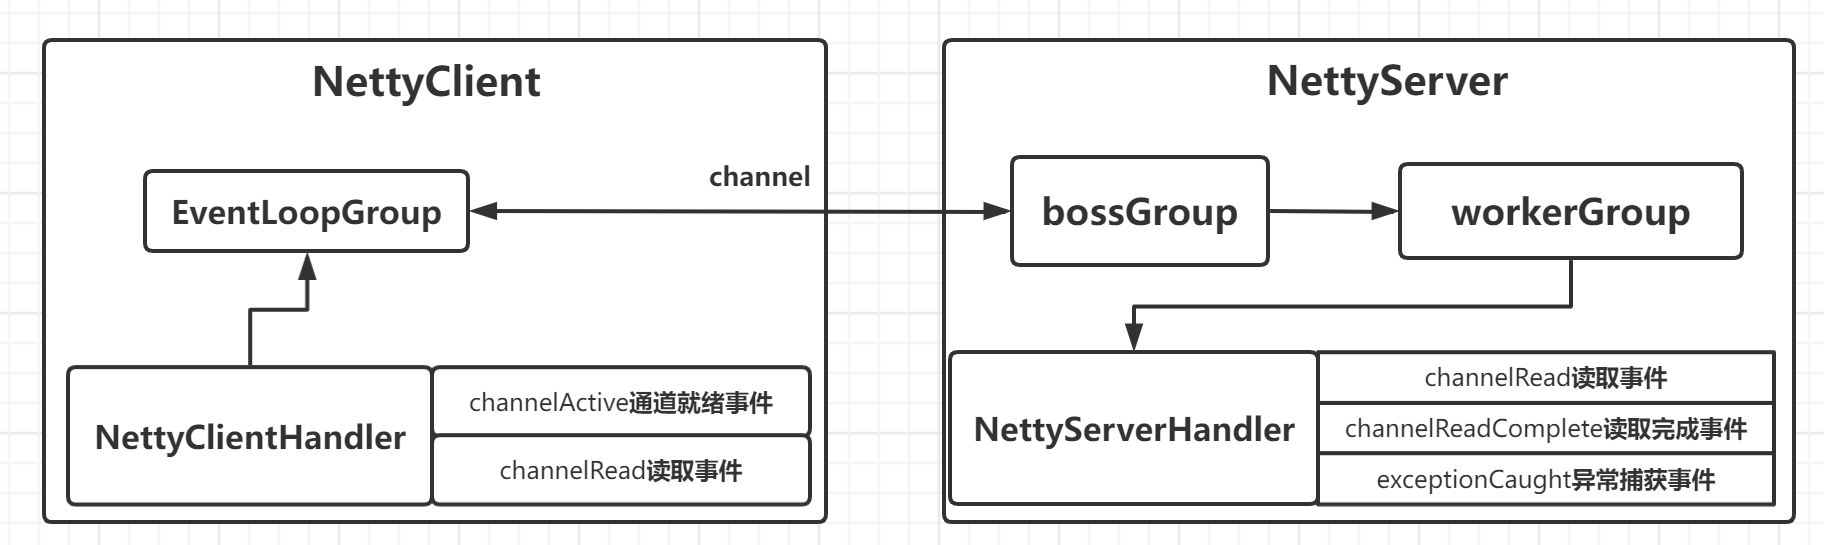 NettyClient
EventLoopGroup
channel
NettyClientHandler
channelActive通道就绪事件
channelRead读取事件
NettyServer
bossGroup
workerGroup
NettyServerHandler
channelRead读取事件
channelReadComplete读取完成事件
exceptionCaught异常捕获事件